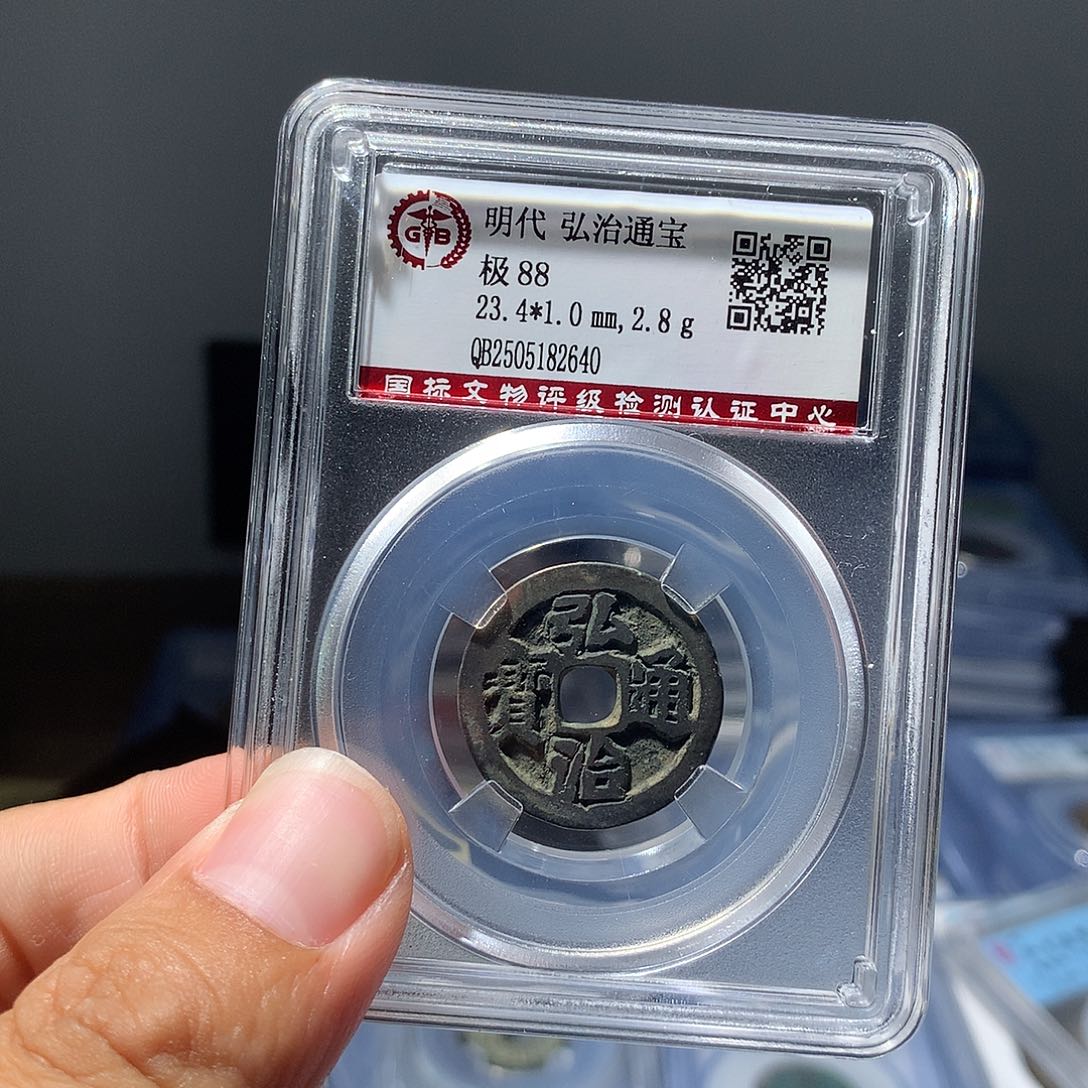 GB
明代 弘治通宝
极 88
23.4*1.0 mm, 2.8 g
QB2505182640
国标文物评级检测认证中心
弘治通寳